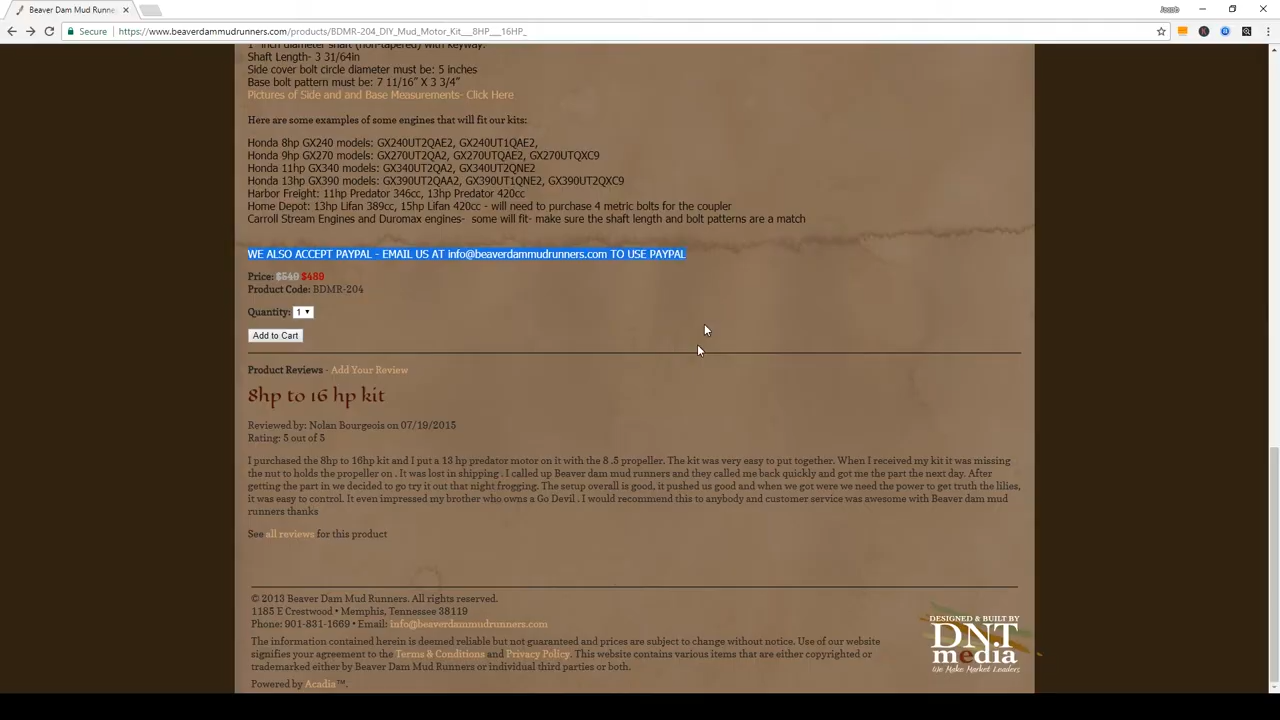 Beaver Dam Mud Runne
Jacob
Secure
https://www.beaverdammudrunners.com/products/BDMR-204_DIY_Mud_Motor_Kit___8HP___16HP_
1" inch diameter shaft (non-tapered) with keyway.
Shaft Length- 3 31/64in
Side cover bolt circle diameter must be: 5 inches
Base bolt pattern must be: 7 11/16" X 3 3/4"
Pictures of Side and and Base Measurements- Click Here
Here are some examples of some engines that will fit our kits:
Honda 8hp GX240 models: GX240UT2QAE2, GX240UT1QAE2,
Honda 9hp GX270 models: GX270UT2QA2, GX270UTQAE2, GX270UTQXC9
Honda 11hp GX340 models: GX340UT2QA2, GX340UT2QNE2
Honda 13hp GX390 models: GX390UT2QAA2, GX390UT1QNE2, GX390UT2QXC9
Harbor Freight: 11hp Predator 346cc, 13hp Predator 420cc
Home Depot: 13hp Lifan 389cc, 15hp Lifan 420cc - will need to purchase 4 metric bolts for the coupler
Carroll Stream Engines and Duromax engines- some will fit- make sure the shaft length and bolt patterns are a match
WE ALSO ACCEPT PAYPAL - EMAIL US AT info@beaverdammudrunners.com TO USE PAYPAL
Price: $549 $489
Product Code: BDMR-204
Quantity: 1
Add to Cart
Product Reviews - Add Your Review
8hp to 16 hp kit
Reviewed by: Nolan Bourgeois on 07/19/2015
Rating: 5 out of 5
I purchased the 8hp to 16hp kit and I put a 13 hp predator motor on it with the 8 .5 propeller. The kit was very easy to put together. When I received my kit it was missing
the nut to holds the propeller on . It was lost in shipping . I called up Beaver dam mud runners and they called me back quickly and got me the part the next day. After
getting the part in we decided to go try it out that night frogging. The setup overall is good, it pushed us good and when we got were we need the power to get truth the lilies,
it was easy to control. It even impressed my brother who owns a Go Devil . I would recommend this to anybody and customer service was awesome with Beaver dam mud
runners thanks
See all reviews for this product
© 2013 Beaver Dam Mud Runners. All rights reserved.
1185 E Crestwood • Memphis, Tennessee 38119
Phone: 901-831-1669 • Email: info@beaverdammudrunners.com
The information contained herein is deemed reliable but not guaranteed and prices are subject to change without notice. Use of our website
signifies your agreement to the Terms & Conditions and Privacy Policy. This website contains various items that are either copyrighted or
trademarked either by Beaver Dam Mud Runners or individual third parties or both.
Powered by Acadia™.
DESIGNED & BUILT BY
DN.T
media
We Make Market Leaders